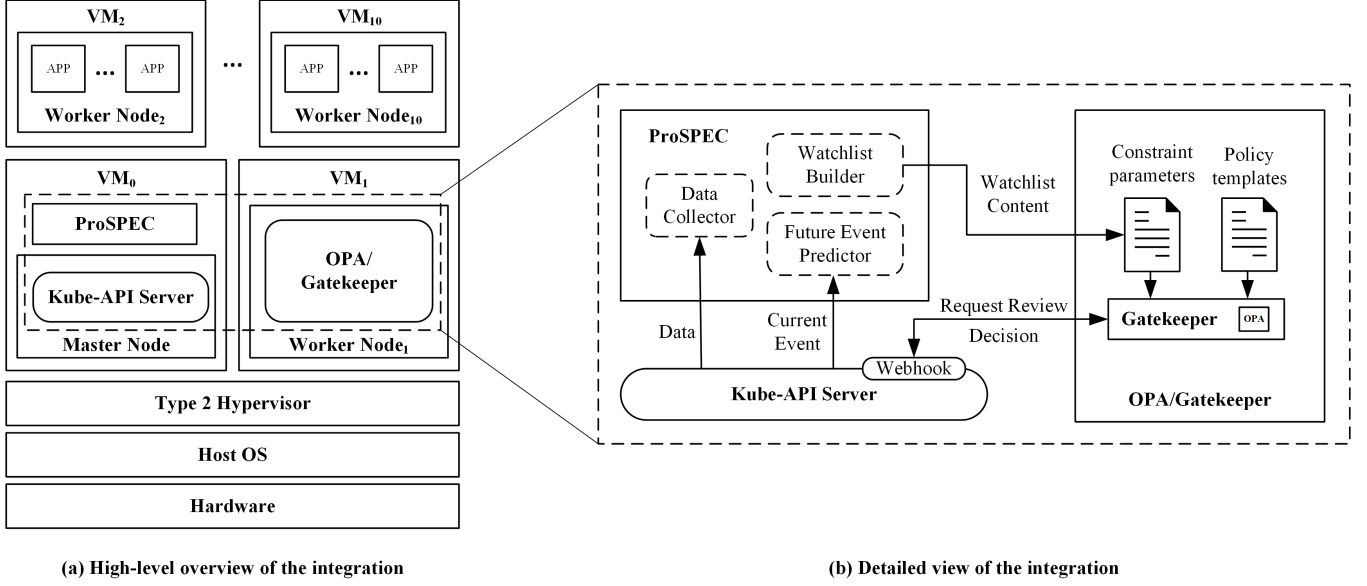 VM2
APP
...
APP
Worker Node2
...
VM10
APP
...
APP
Worker Node10
VM0
ProSPEC
Kube-API Server
Master Node
VM1
OPA/
Gatekeeper
Worker Node1
Type 2 Hypervisor
Host OS
Hardware
(a) High-level overview of the integration
ProSPEC
Data
Collector
Watchlist
Builder
Future Event
Predictor
Watchlist
Content
Constraint
parameters
Policy
templates
Data
Current
Event
Request Review
Decision
Gatekeeper
OPA
Webhook
Kube-API Server
OPA/Gatekeeper
(b) Detailed view of the integration